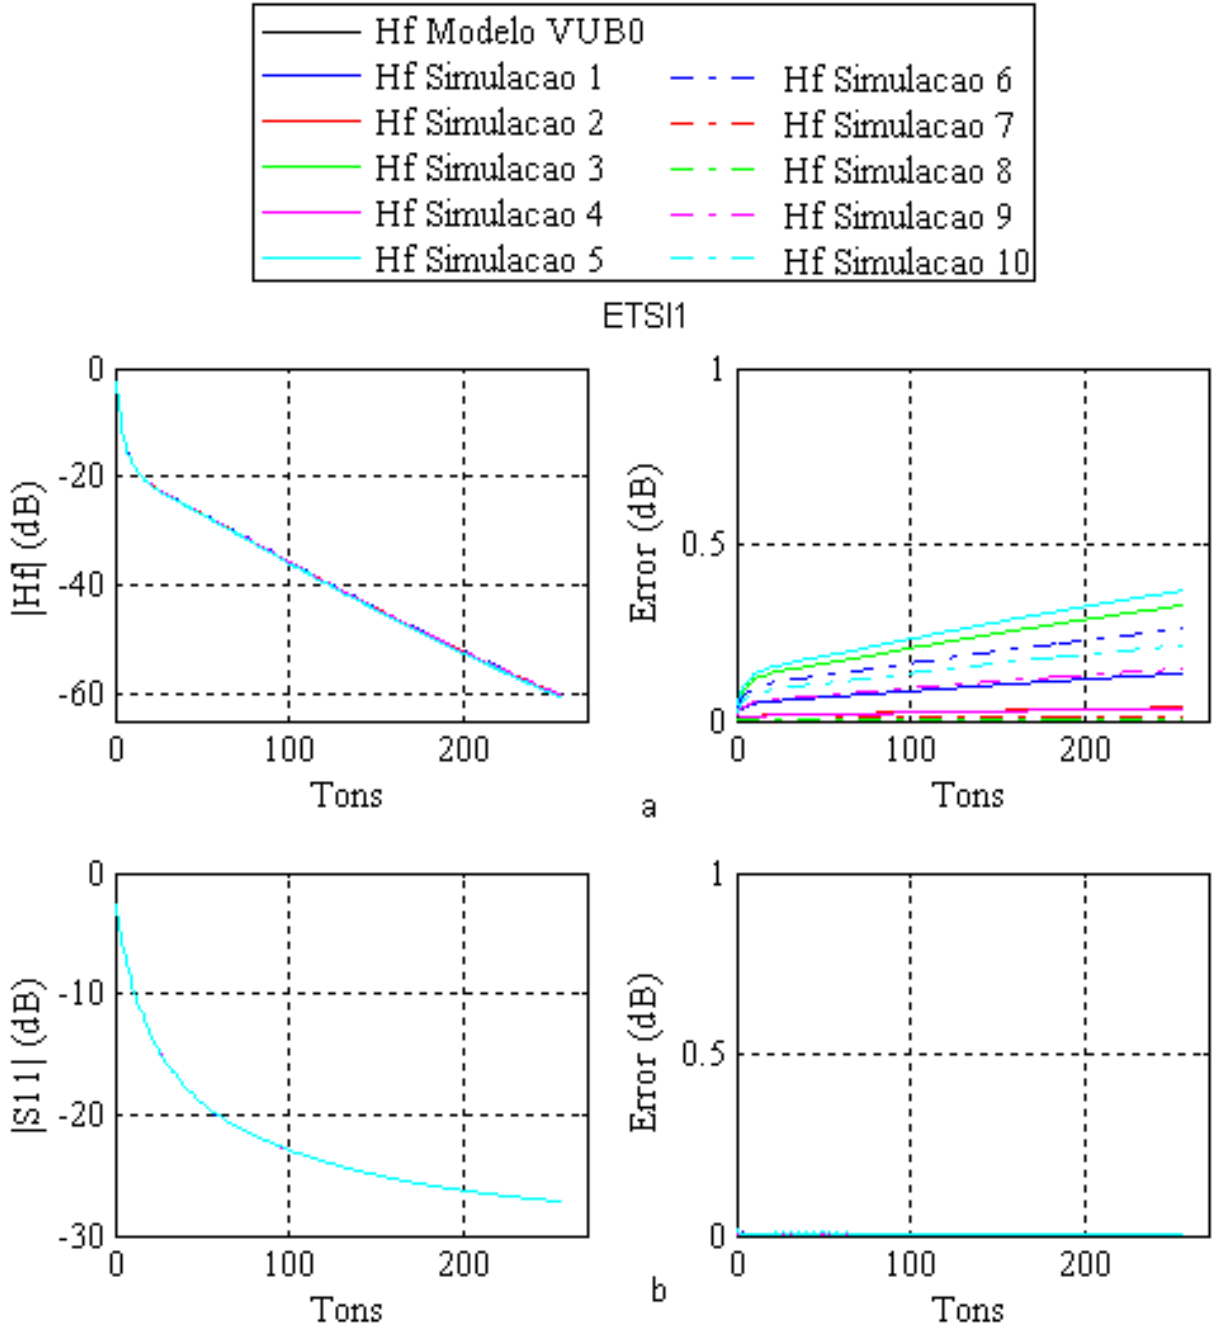 Hf Modelo VUB0
Hf Simulacao 1
Hf Simulacao 2
Hf Simulacao 3
Hf Simulacao 4
Hf Simulacao 5
Hf Simulacao 6
Hf Simulacao 7
Hf Simulacao 8
Hf Simulacao 9
Hf Simulacao 10
ETSI1
|Hf| (dB)
0
-20
-40
-60
0 100 200
Tons
Error (dB)
1
0.5
0
0 100 200
Tons
a
|S11| (dB)
0
-10
-20
-30
0 100 200
Tons
Error (dB)
1
0.5
0
0 100 200
Tons
b